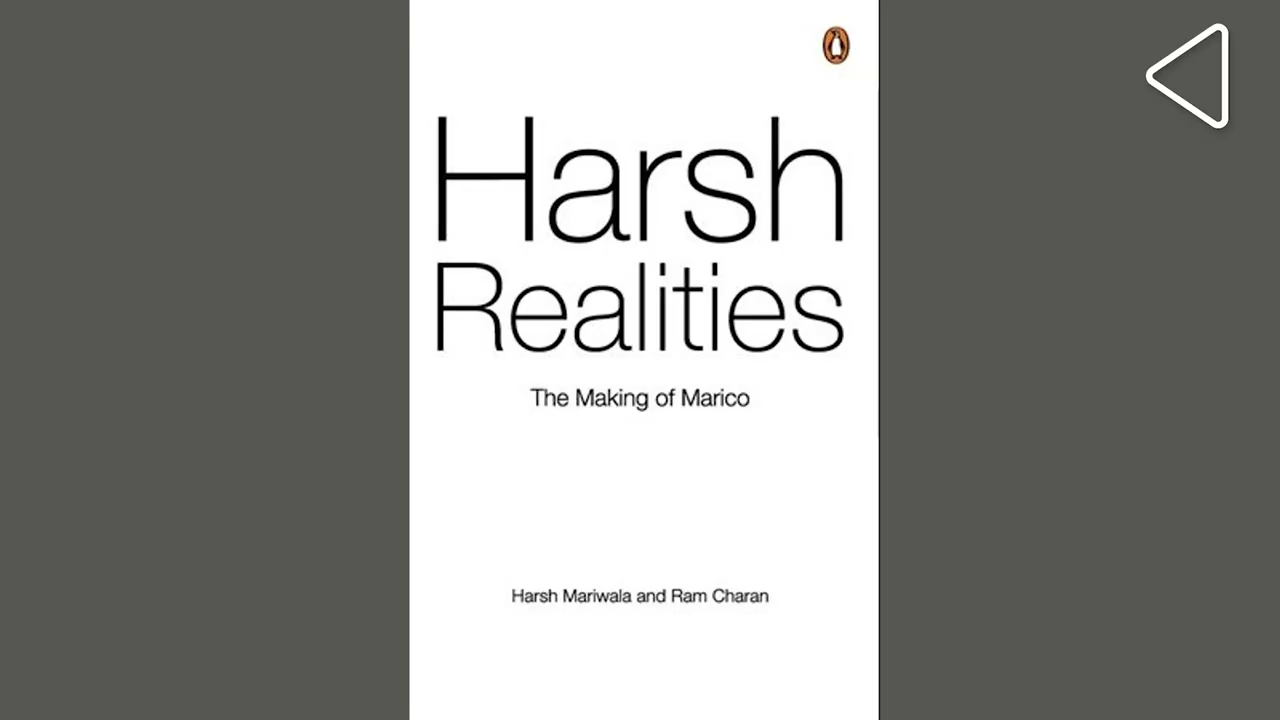 Harsh
Realities
The Making of Marico
Harsh Mariwala and Ram Charan